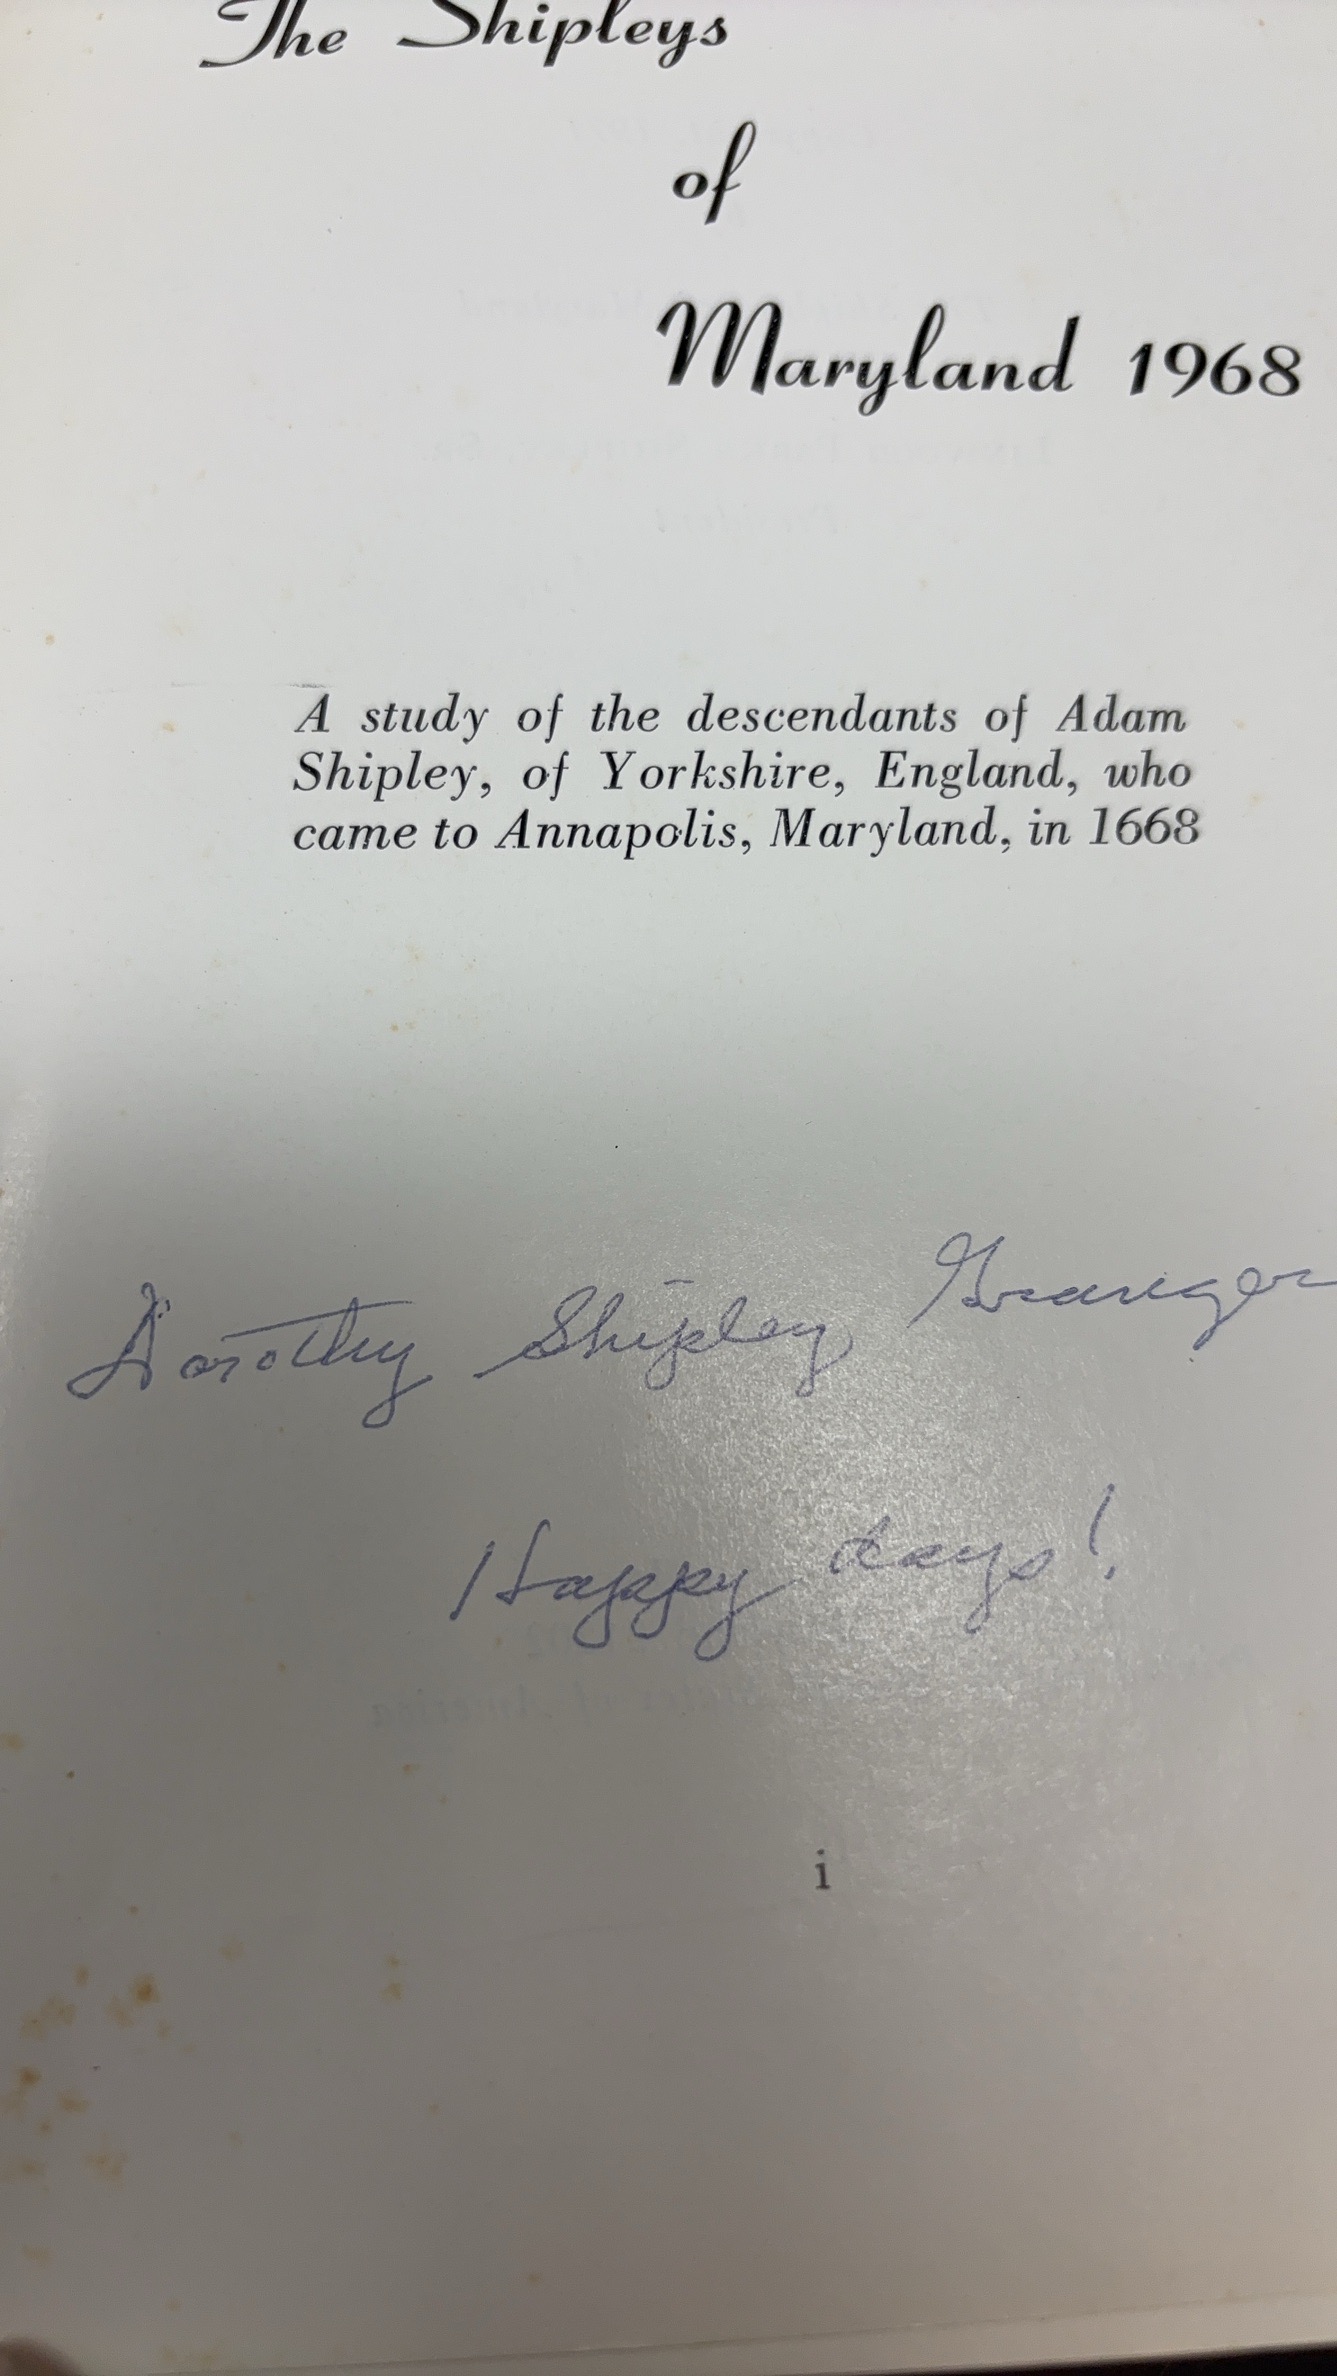 The Shipleys
of
Maryland 1968
A study of the descendants of Adam
Shipley, of Yorkshire, England, who
came to Annapolis, Maryland, in 1668
Dorothy Shipley Granger
Happy days!
i